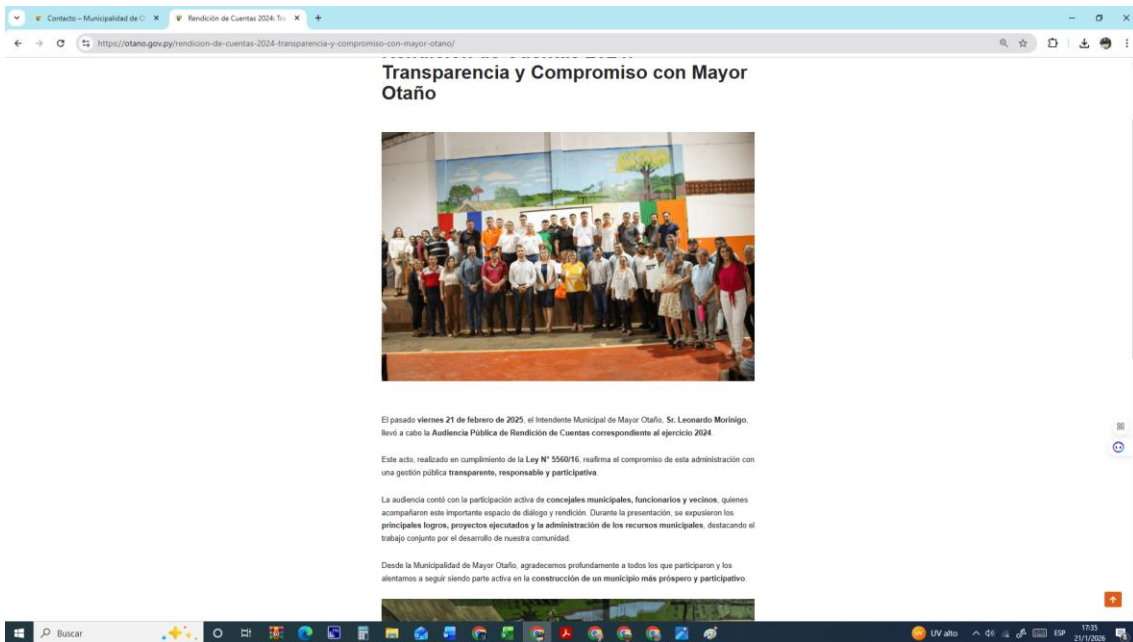 Contacto – Municipalidad de O
Rendición de Cuentas 2024: Tra
https://otano.gov.py/rendicion-de-cuentas-2024-transparencia-y-compromiso-con-mayor-otano/
Transparencia y Compromiso con Mayor
Otaño
El pasado viernes 21 de febrero de 2025, el Intendente Municipal de Mayor Otaño, Sr. Leonardo Morinigo,
llevó a cabo la Audiencia Pública de Rendición de Cuentas correspondiente al ejercicio 2024.
Este acto, realizado en cumplimiento de la Ley N° 5560/16, reafirma el compromiso de esta administración con
una gestión pública transparente, responsable y participativa.
La audiencia contó con la participación activa de concejales municipales, funcionarios y vecinos, quienes
acompañaron este importante espacio de diálogo y rendición. Durante la presentación, se expusieron los
principales logros, proyectos ejecutados y la administración de los recursos municipales, destacando el
trabajo conjunto por el desarrollo de nuestra comunidad.
Desde la Municipalidad de Mayor Otaño, agradecemos profundamente a todos los que participaron y los
alentamos a seguir siendo parte activa en la construcción de un municipio más próspero y participativo.
Buscar
UV alto
ESP
17:35
21/1/2026